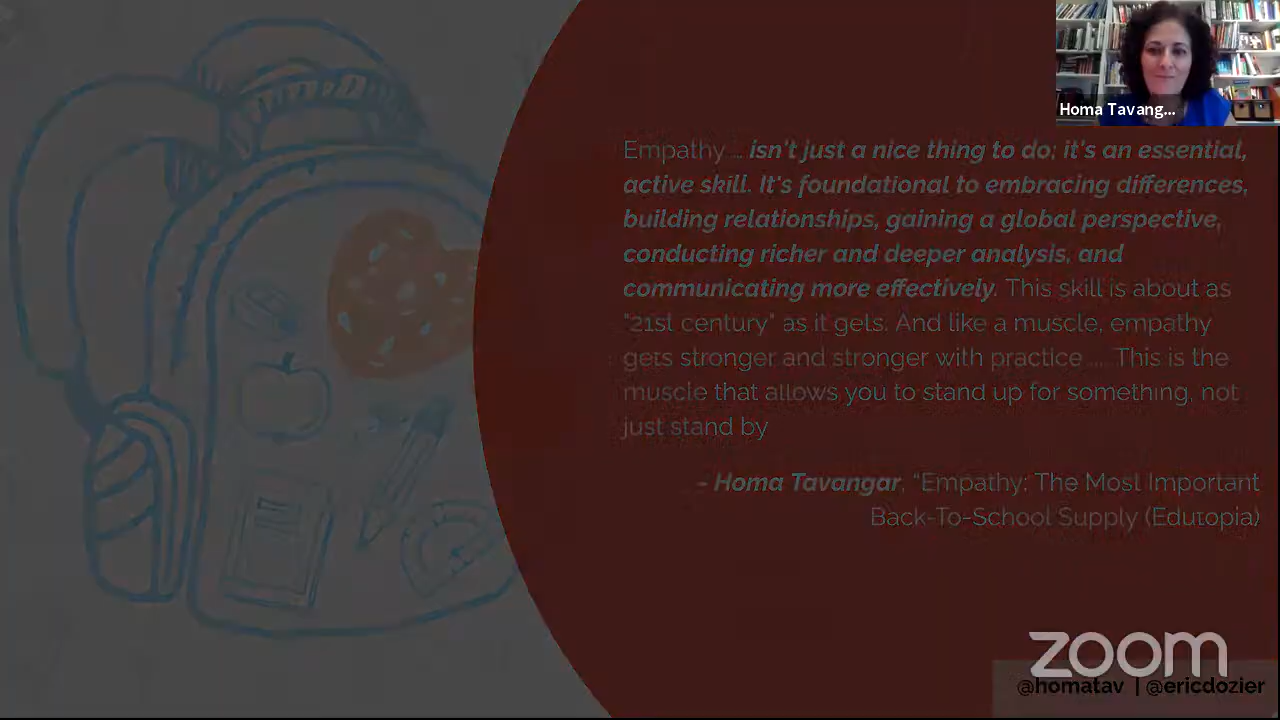 Homa Tavang...
Empathy ... isn't just a nice thing to do; it's an essential,
active skill. It's foundational to embracing differences,
building relationships, gaining a global perspective,
conducting richer and deeper analysis, and
communicating more effectively. This skill is about as
"21st century" as it gets. And like a muscle, empathy
gets stronger and stronger with practice .... This is the
muscle that allows you to stand up for something, not
just stand by
- Homa Tavangar, "Empathy: The Most Important
Back-To-School Supply (Edutopia)
zoom
@homatav | @ericdozier